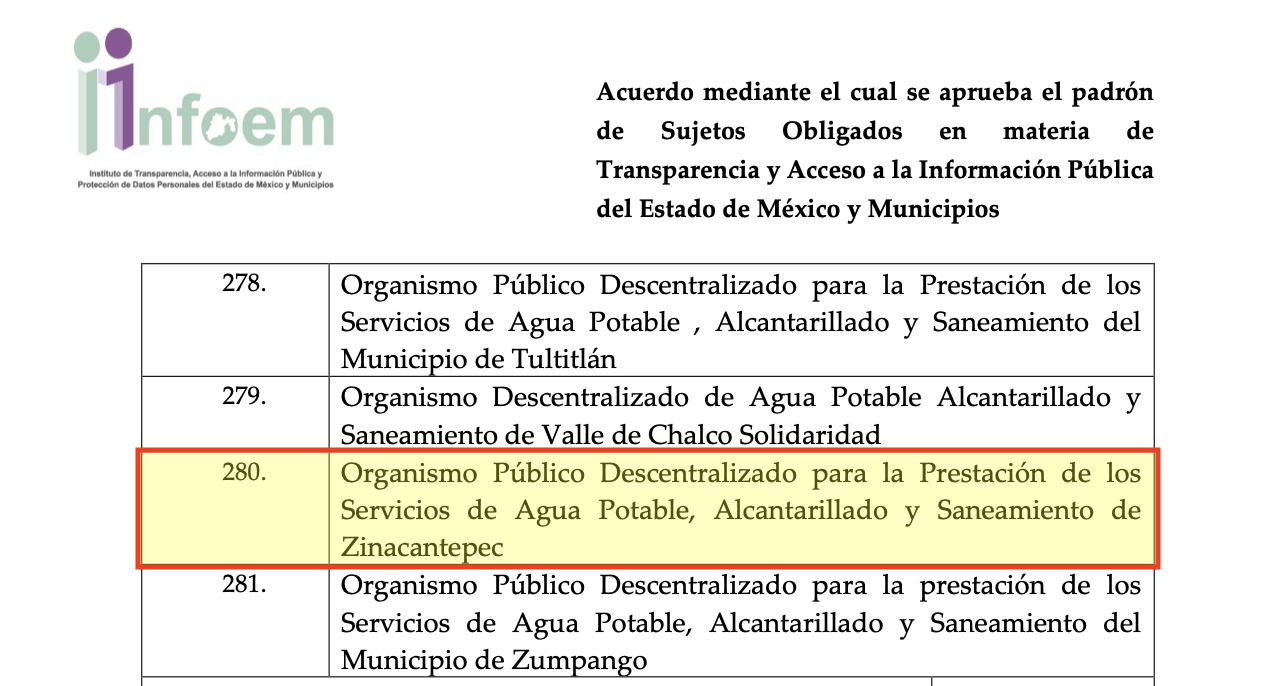 infoem
Instituto de Transparencia, Acceso a la Información Pública y
Protección de Datos Personales del Estado de México y Municipios
Acuerdo mediante el cual se aprueba el padrón
de Sujetos Obligados en materia de
Transparencia y Acceso a la Información Pública
del Estado de México y Municipios
278.
Organismo Público Descentralizado para la Prestación de los
Servicios de Agua Potable , Alcantarillado y Saneamiento del
Municipio de Tultitlán
279.
Organismo Descentralizado de Agua Potable Alcantarillado y
Saneamiento de Valle de Chalco Solidaridad
280.
Organismo Público Descentralizado para la Prestación de los
Servicios de Agua Potable, Alcantarillado y Saneamiento de
Zinacantepec
281.
Organismo Público Descentralizado para la prestación de los
Servicios de Agua Potable, Alcantarillado y Saneamiento del
Municipio de Zumpango